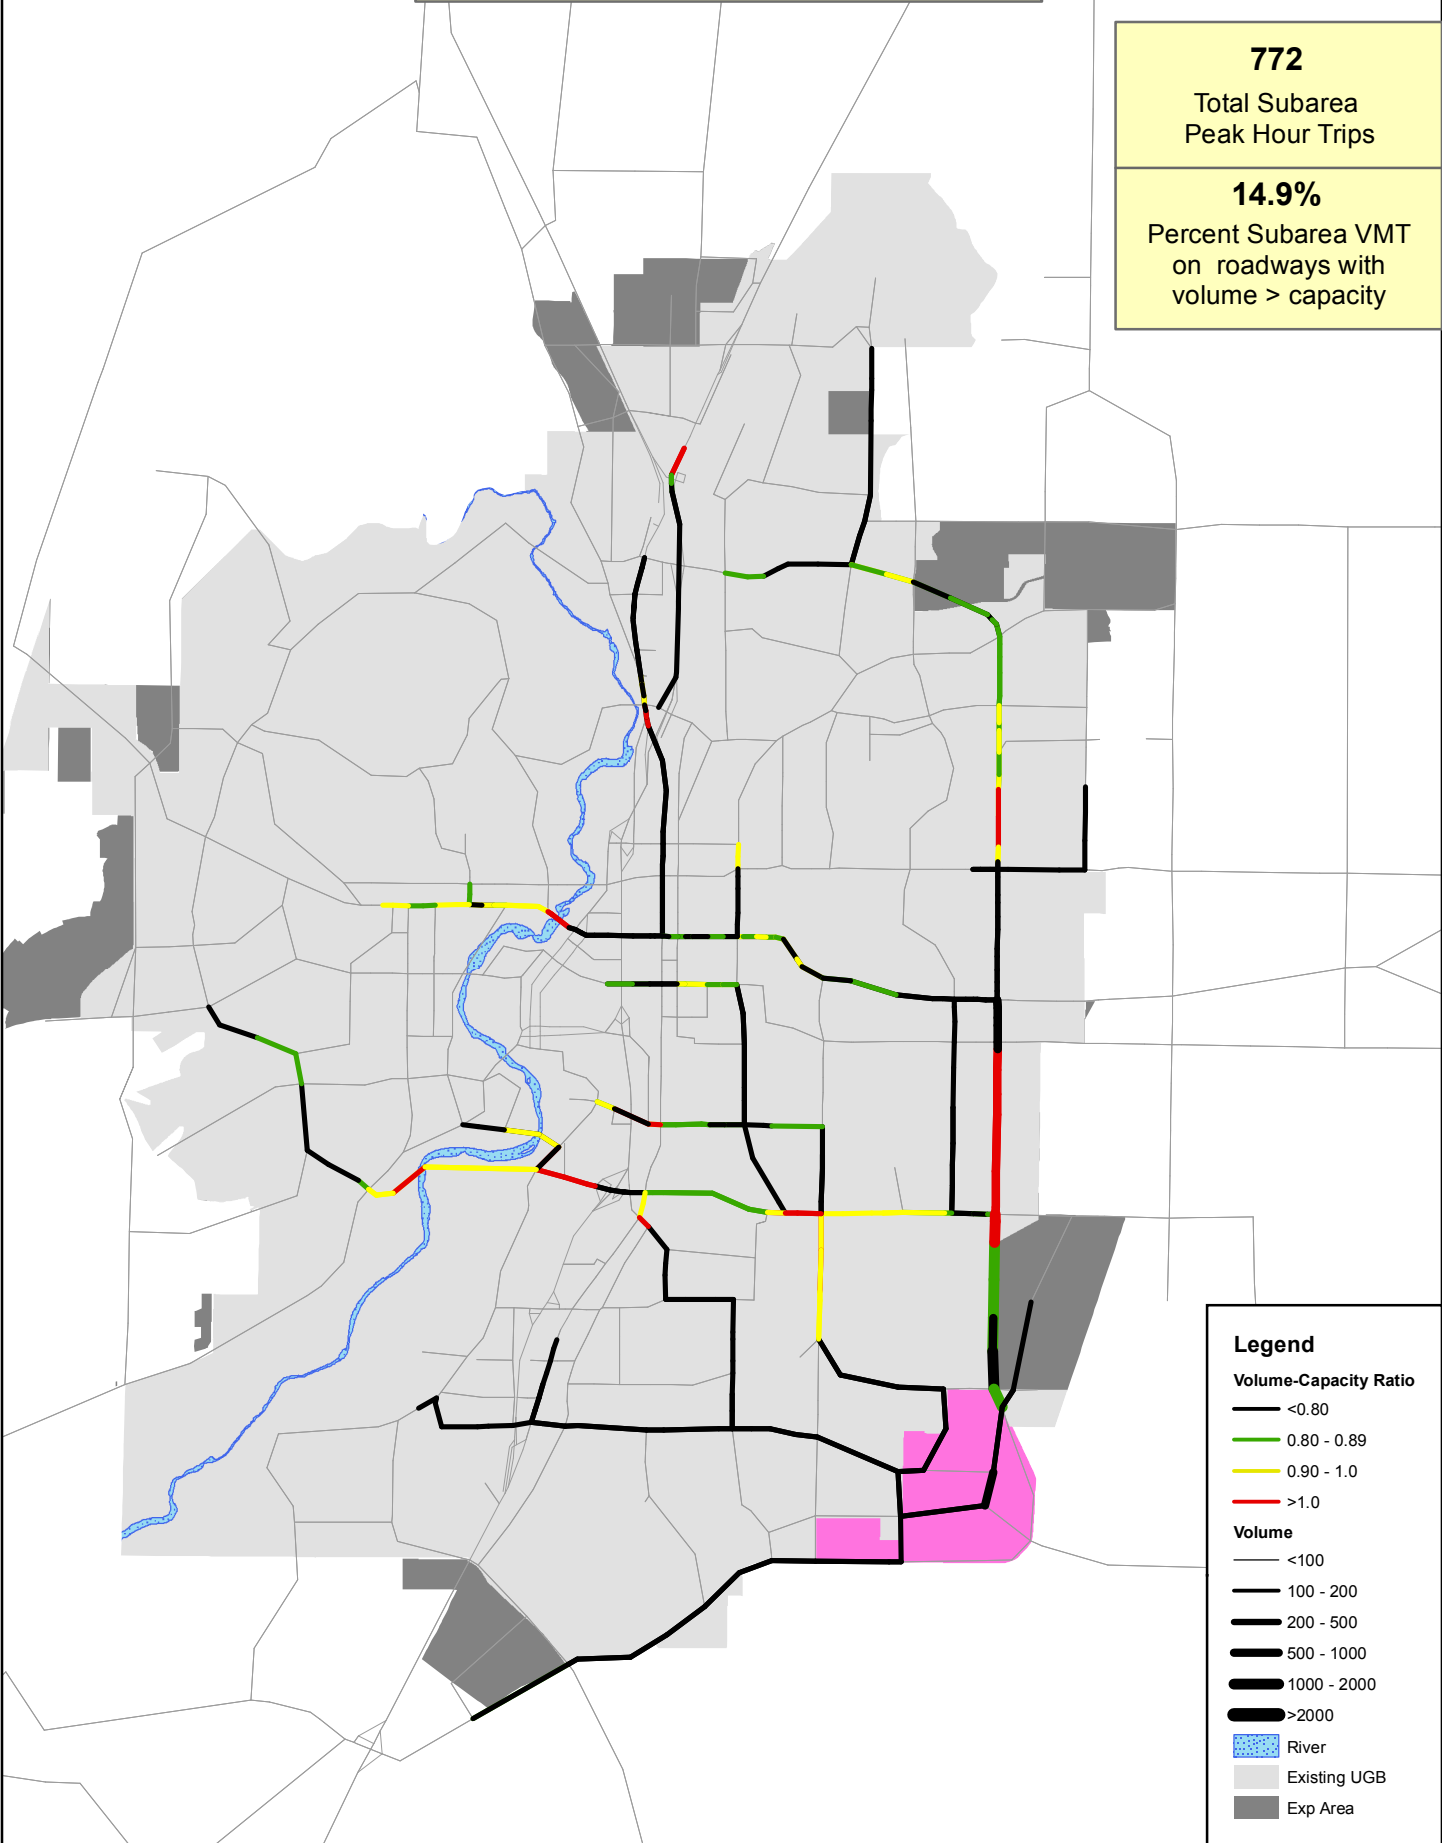 772
Total Subarea
Peak Hour Trips
14.9%
Percent Subarea VMT
on roadways with
volume > capacity
Legend
Volume-Capacity Ratio
<0.80
0.80 - 0.89
0.90 - 1.0
>1.0
Volume
<100
100 - 200
200 - 500
500 - 1000
1000 - 2000
>2000
River
Existing UGB
Exp Area